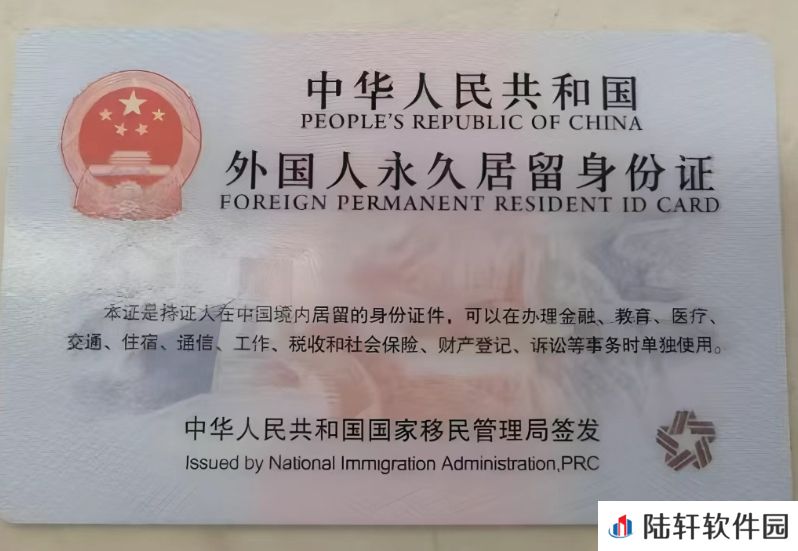 中华人民共和国
PEOPLE'S REPUBLIC OF CHINA
外国人永久居留身份证
FOREIGN PERMANENT RESIDENT ID CARD
本证是持证人在中国境内居留的身份证件，可以在办理金融、教育、医疗、
交通、住宿、通信、工作、税收和社会保险、财产登记、诉讼等事务时单独使用。
中华人民共和国国家移民管理局签发
Issued by National Immigration Administration,PRC
陆轩软件园